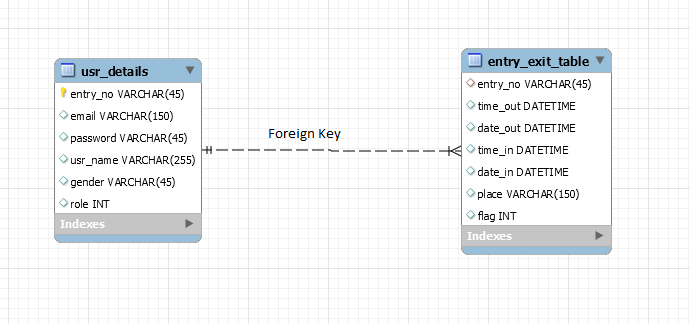 usr_details
entry_no VARCHAR(45)
email VARCHAR(150)
password VARCHAR(45)
usr_name VARCHAR(255)
gender VARCHAR(45)
role INT
Indexes
Foreign Key
entry_exit_table
entry_no VARCHAR(45)
time_out DATETIME
date_out DATETIME
time_in DATETIME
date_in DATETIME
place VARCHAR(150)
flag INT
Indexes